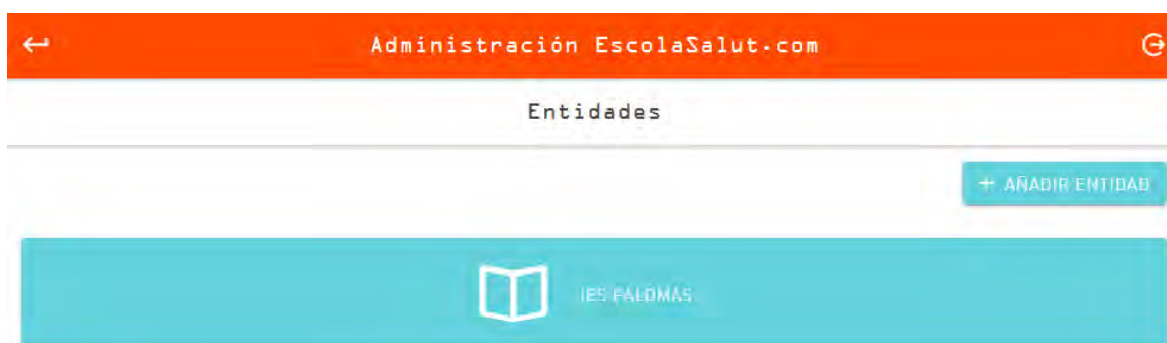 Administración EscolaSalut.com
Entidades
+ AÑADIR ENTIDAD
IES PALOMAS